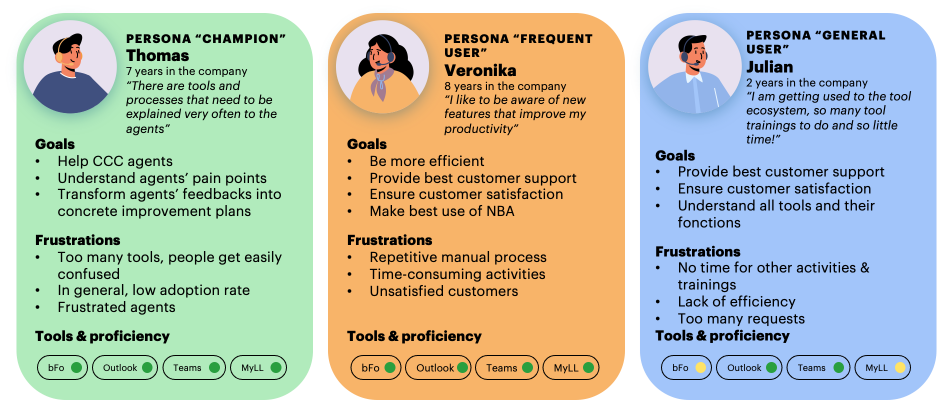 PERSONA “CHAMPION”
Thomas
7 years in the company
“There are tools and
processes that need to be
explained very often to the
agents”
Goals
• Help CCC agents
• Understand agents’ pain points
• Transform agents’ feedbacks into
concrete improvement plans
Frustrations
• Too many tools, people get easily
confused
• In general, low adoption rate
• Frustrated agents
Tools & proficiency
bFo
Outlook
Teams
MyLL
PERSONA “FREQUENT
USER”
Veronika
8 years in the company
“I like to be aware of new
features that improve my
productivity”
Goals
• Be more efficient
• Provide best customer support
• Ensure customer satisfaction
• Make best use of NBA
Frustrations
• Repetitive manual process
• Time-consuming activities
• Unsatisfied customers
Tools & proficiency
bFo
Outlook
Teams
MyLL
PERSONA “GENERAL
USER”
Julian
2 years in the company
“I am getting used to the tool
ecosystem, so many tool
trainings to do and so little
time!”
Goals
• Provide best customer support
• Ensure customer satisfaction
• Understand all tools and their
fonctions
Frustrations
• No time for other activities &
trainings
• Lack of efficiency
• Too many requests
Tools & proficiency
bFo
Outlook
Teams
MyLL